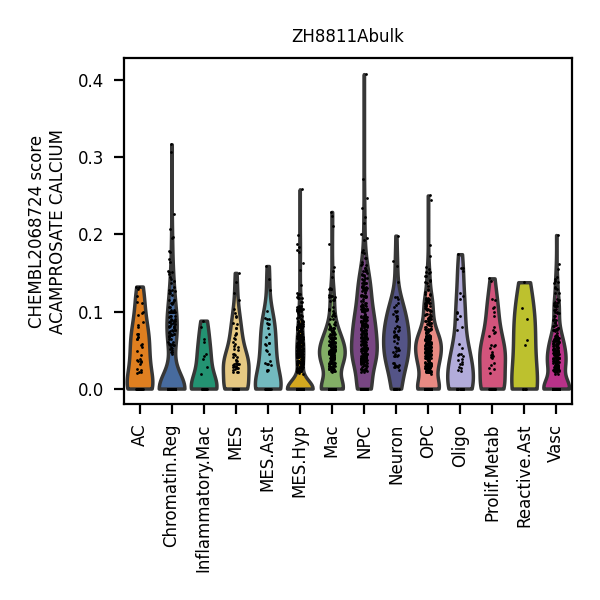 ZH8811Abulk
CHEMBL2068724 score
ACAMPROSATE CALCIUM
0.4
0.3
0.2
0.1
0.0
AC
Chromatin.Reg
Inflammatory.Mac
MES
MES.Ast
MES.Hyp
Mac
NPC
Neuron
OPC
Oligo
Prolif.Metab
Reactive.Ast
Vasc